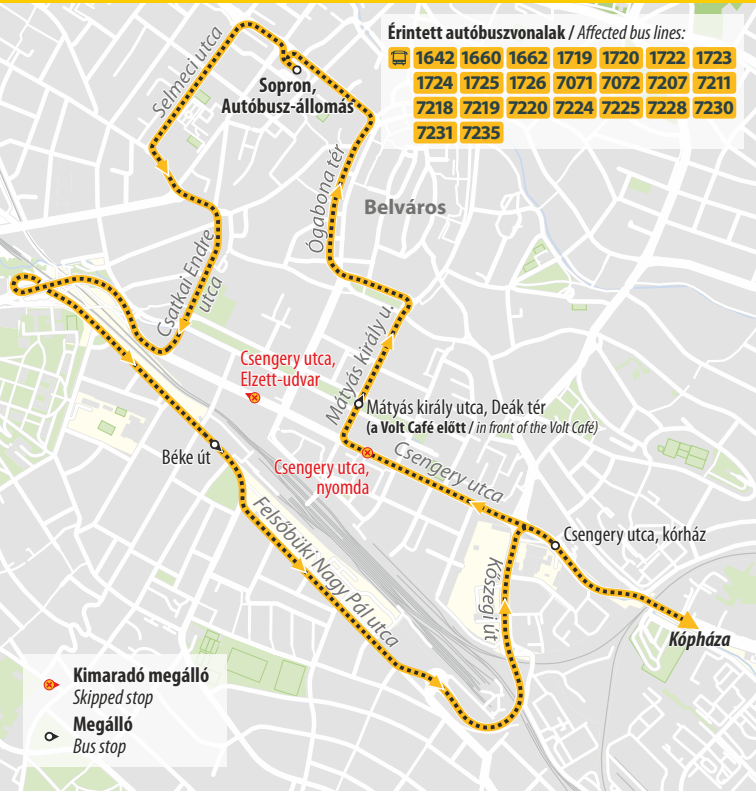 Érintett autóbuszvonalak / Affected bus lines:
1642 1660 1662 1719 1720 1722 1723
1724 1725 1726 7071 7072 7207 7211
7218 7219 7220 7224 7225 7228 7230
7231 7235
Selmeci utca
Sopron,
Autóbusz-állomás
Ógabona tér
Belváros
Csatkai Endre
utca
Mátyás király u.
Csengery utca,
Elzett-udvar
Mátyás király utca, Deák tér
(a Volt Café előtt / in front of the Volt Café)
Béke út
Csengery utca,
nyomda
Csengery utca
Felsőbüki Nagy Pál utca
Kőszegi út
Csengery utca, kórház
Kópháza
Kimaradó megálló
Skipped stop
Megálló
Bus stop